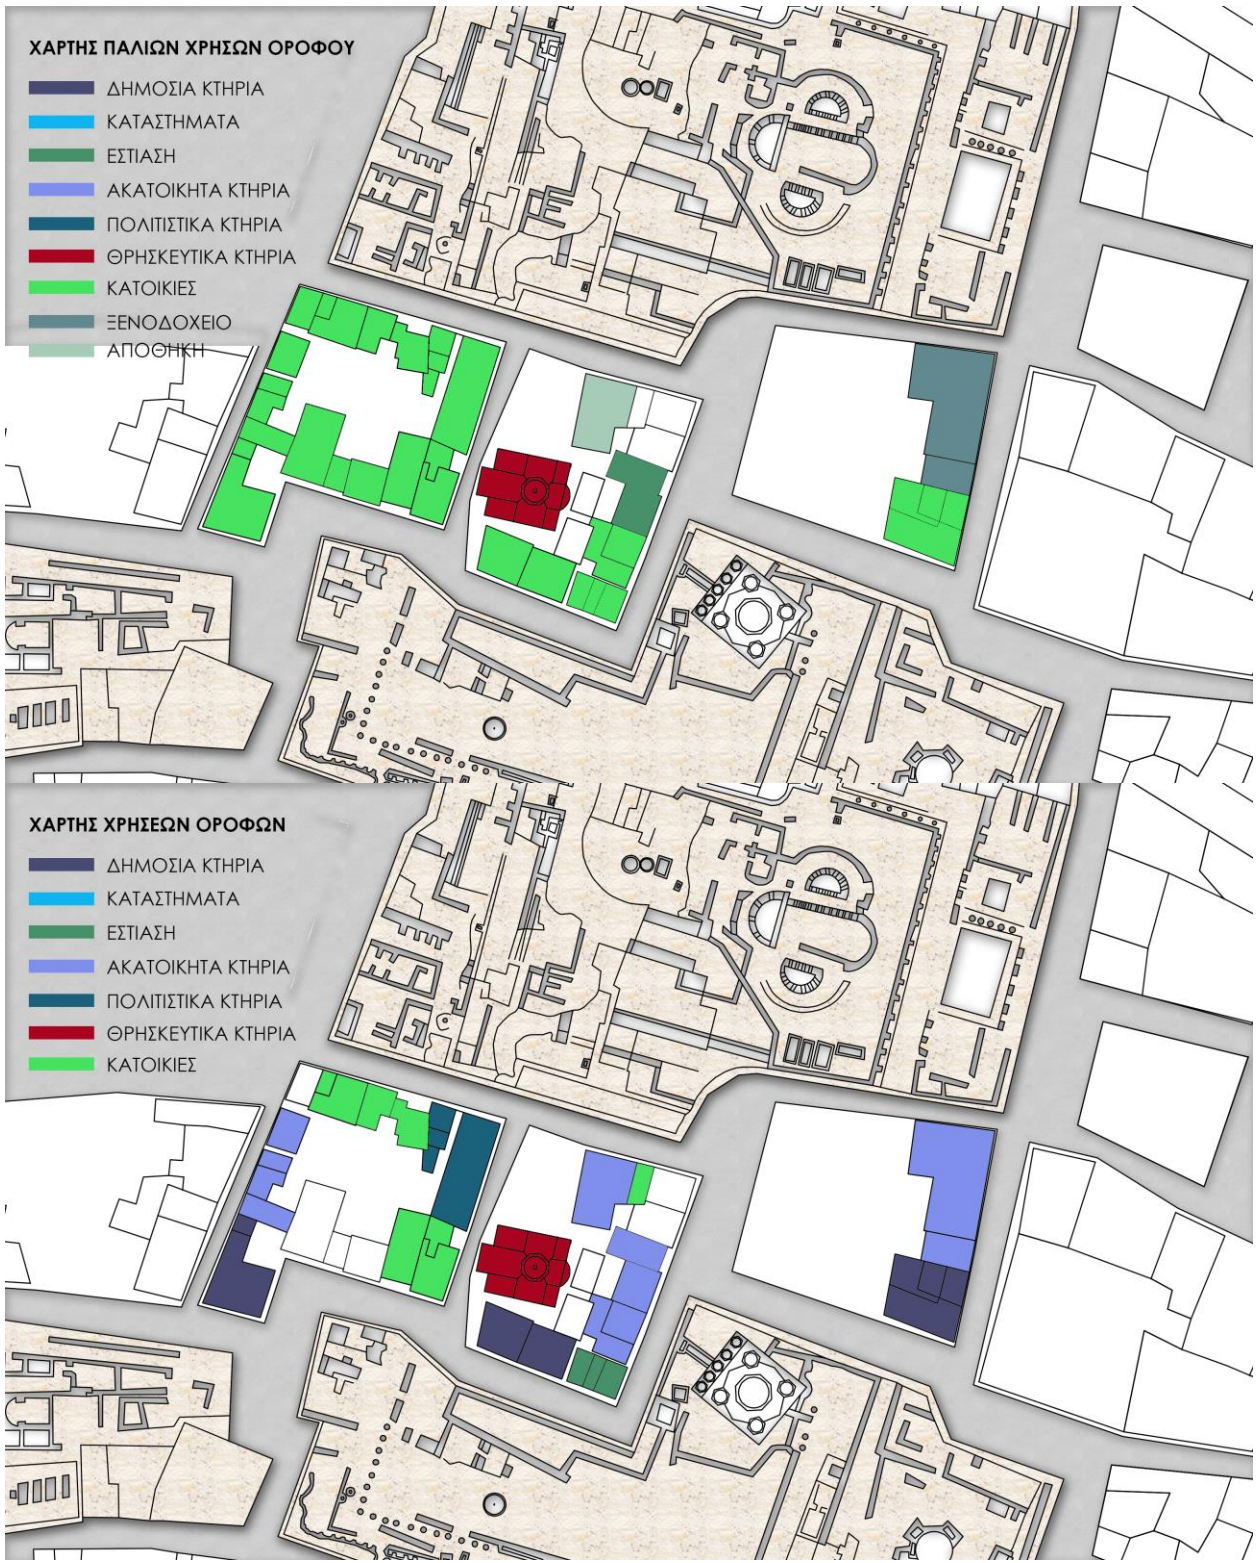 ΧΑΡΤΗΣ ΠΑΛΙΩΝ ΧΡΗΣΩΝ ΟΡΟΦΟΥ
ΔΗΜΟΣΙΑ ΚΤΗΡΙΑ
ΚΑΤΑΣΤΗΜΑΤΑ
ΕΣΤΙΑΣΗ
ΑΚΑΤΟΙΚΗΤΑ ΚΤΗΡΙΑ
ΠΟΛΙΤΙΣΤΙΚΑ ΚΤΗΡΙΑ
ΘΡΗΣΚΕΥΤΙΚΑ ΚΤΗΡΙΑ
ΚΑΤΟΙΚΙΕΣ
ΞΕΝΟΔΟΧΕΙΟ
ΑΠΟΘΗΚΗ
ΧΑΡΤΗΣ ΧΡΗΣΕΩΝ ΟΡΟΦΩΝ
ΔΗΜΟΣΙΑ ΚΤΗΡΙΑ
ΚΑΤΑΣΤΗΜΑΤΑ
ΕΣΤΙΑΣΗ
ΑΚΑΤΟΙΚΗΤΑ ΚΤΗΡΙΑ
ΠΟΛΙΤΙΣΤΙΚΑ ΚΤΗΡΙΑ
ΘΡΗΣΚΕΥΤΙΚΑ ΚΤΗΡΙΑ
ΚΑΤΟΙΚΙΕΣ